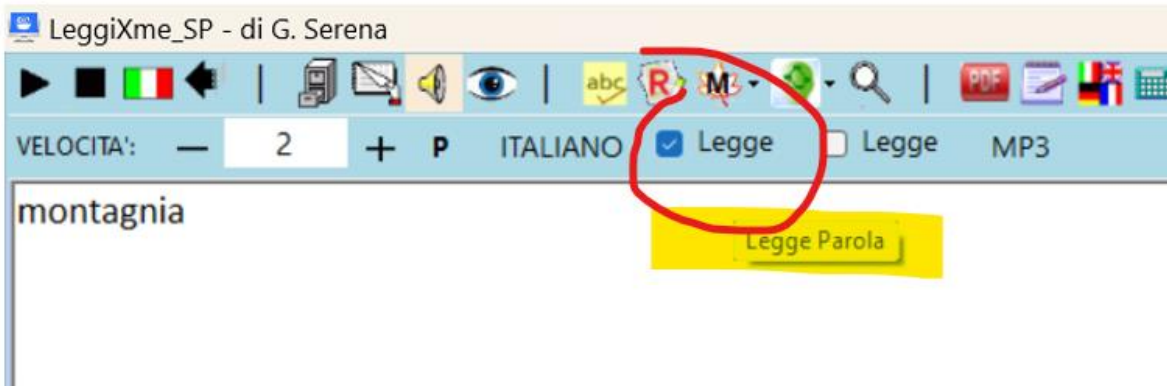 LeggiXme_SP - di G. Serena
abc R M PDF
VELOCITA': — 2 + P ITALIANO Legge Legge MP3
montagnia
Legge Parola